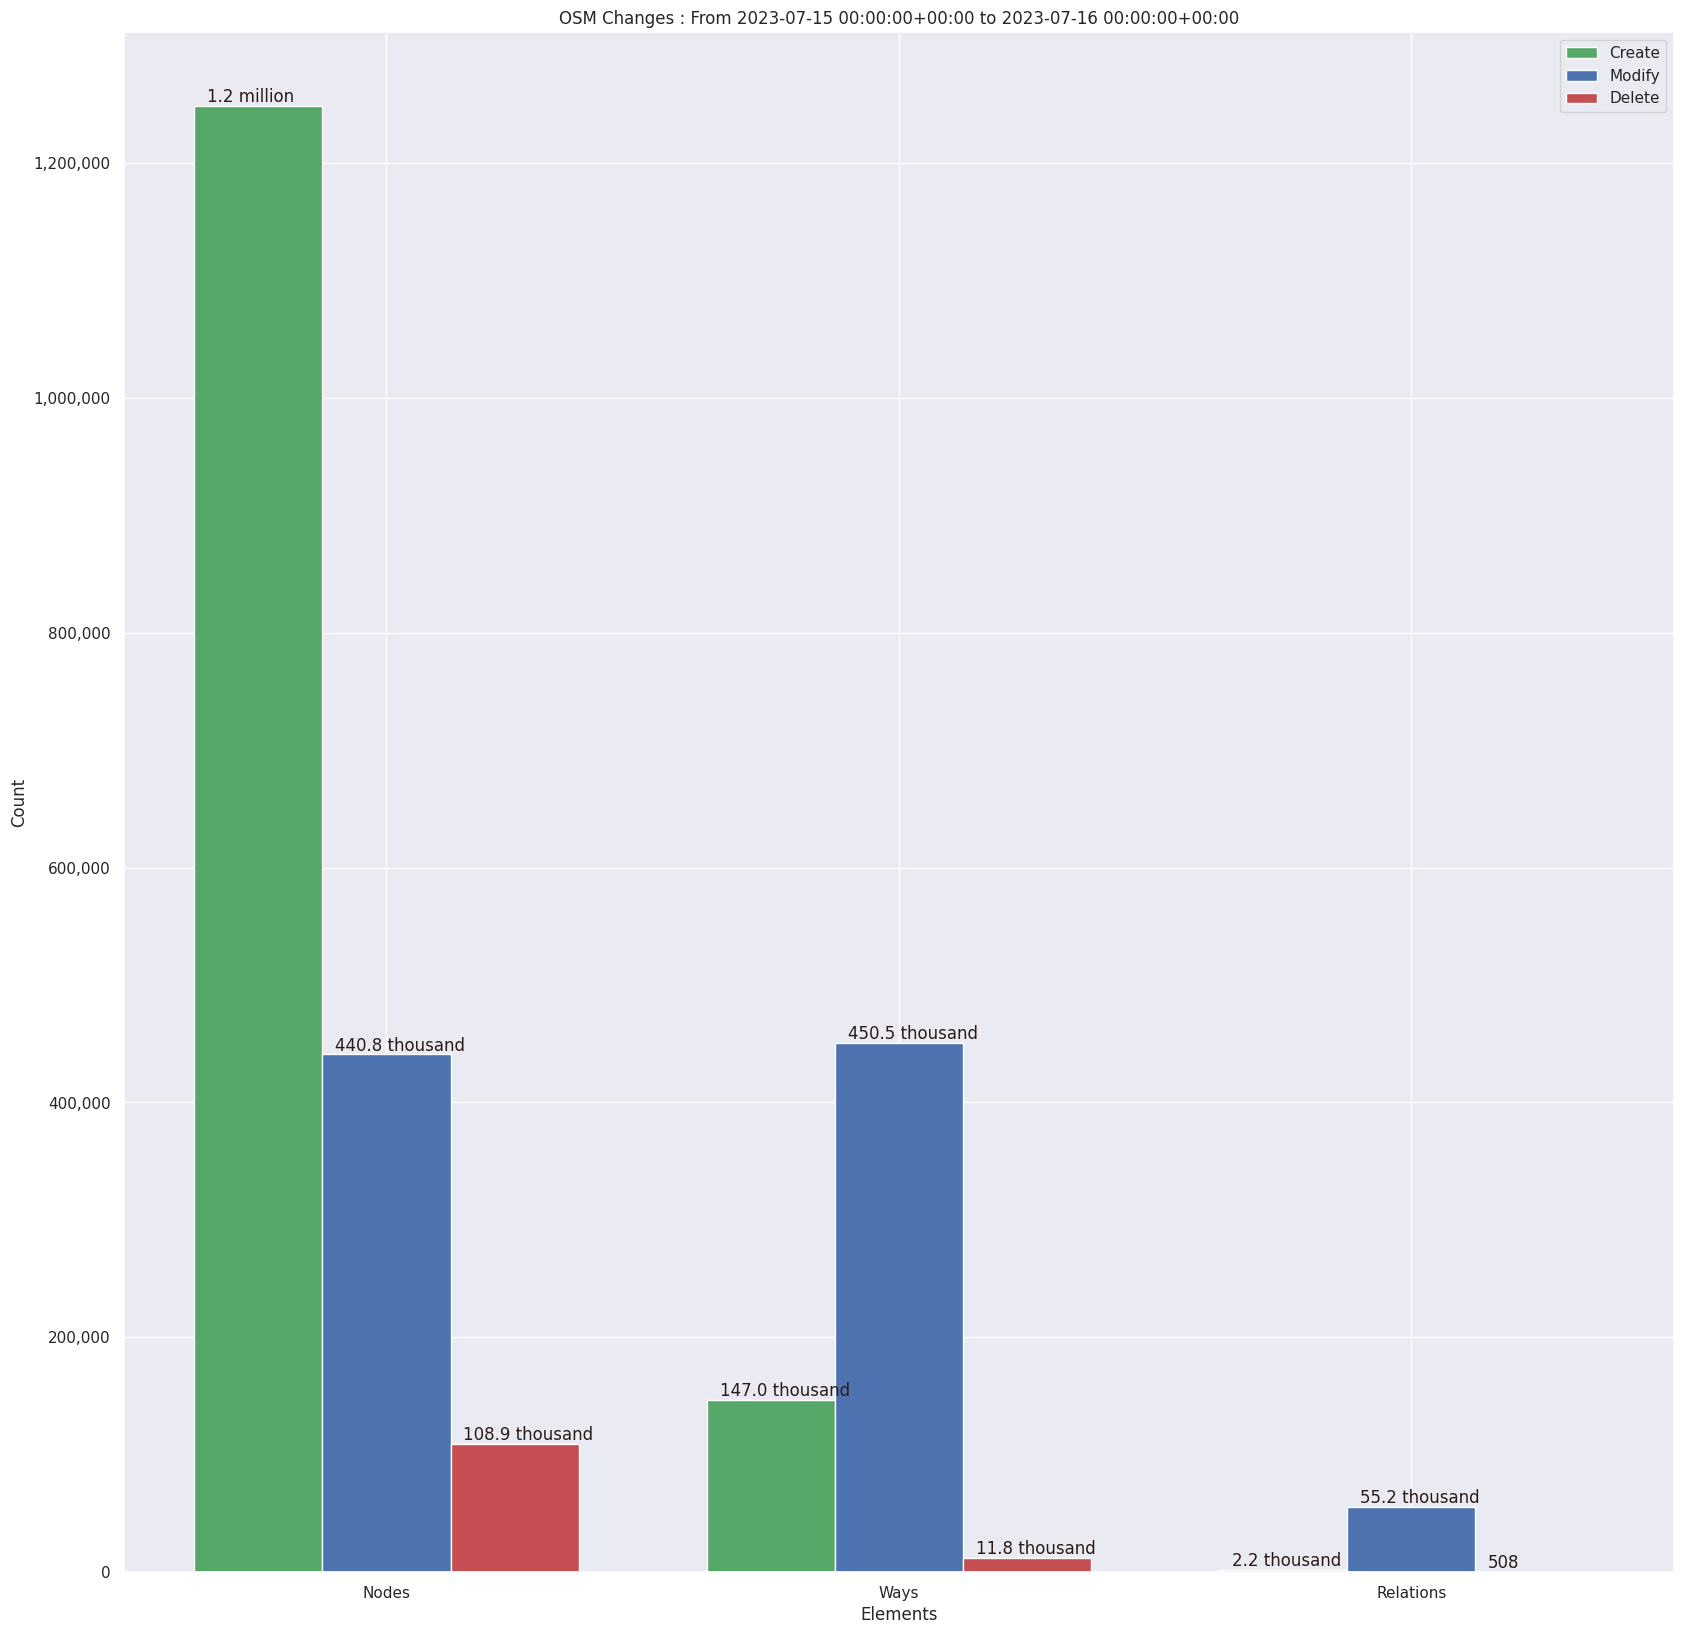 OSM Changes : From 2023-07-15 00:00:00+00:00 to 2023-07-16 00:00:00+00:00
Create
Modify
Delete
1.2 million
1,200,000
1,000,000
800,000
600,000
400,000
200,000
0
Count
440.8 thousand
108.9 thousand
147.0 thousand
450.5 thousand
11.8 thousand
2.2 thousand
55.2 thousand
508
Nodes
Ways
Relations
Elements